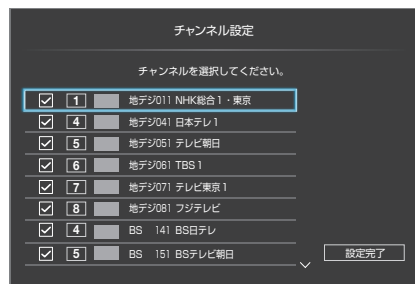 チャンネル設定
チャンネルを選択してください。
1 地デジ011 NHK総合1・東京
4 地デジ041 日本テレ1
5 地デジ051 テレビ朝日
6 地デジ061 TBS1
7 地デジ071 テレビ東京1
8 地デジ081 フジテレビ
4 BS 141 BS日テレ
5 BS 151 BSテレビ朝日
設定完了